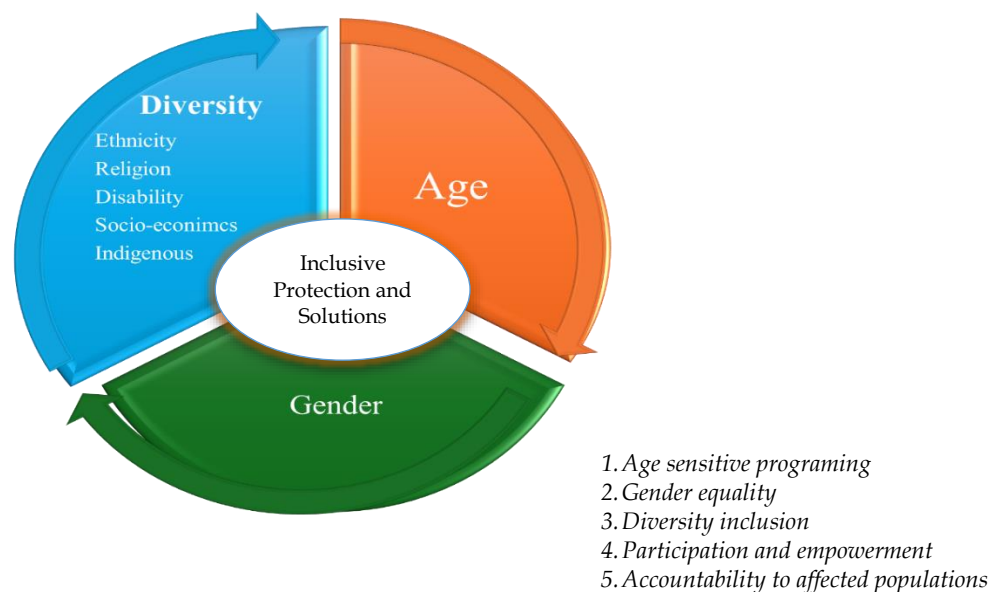 Diversity
Ethnicity
Religion
Disability
Socio-econimcs
Indigenous
Age
Inclusive
Protection and
Solutions
Gender
1. Age sensitive programing
2. Gender equality
3. Diversity inclusion
4. Participation and empowerment
5. Accountability to affected populations